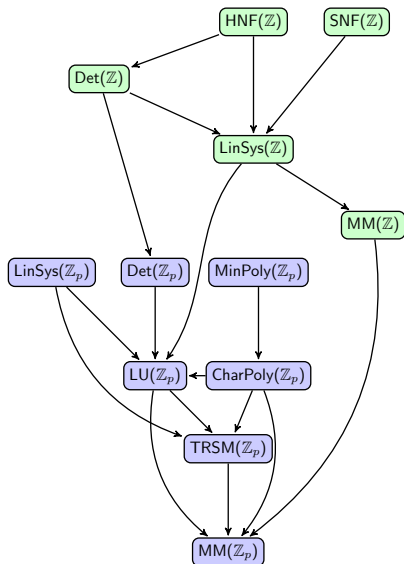 HNF(ℤ)
SNF(ℤ)
Det(ℤ)
LinSys(ℤ)
MM(ℤ)
LinSys(ℤₚ)
Det(ℤₚ)
MinPoly(ℤₚ)
LU(ℤₚ)
CharPoly(ℤₚ)
TRSM(ℤₚ)
MM(ℤₚ)